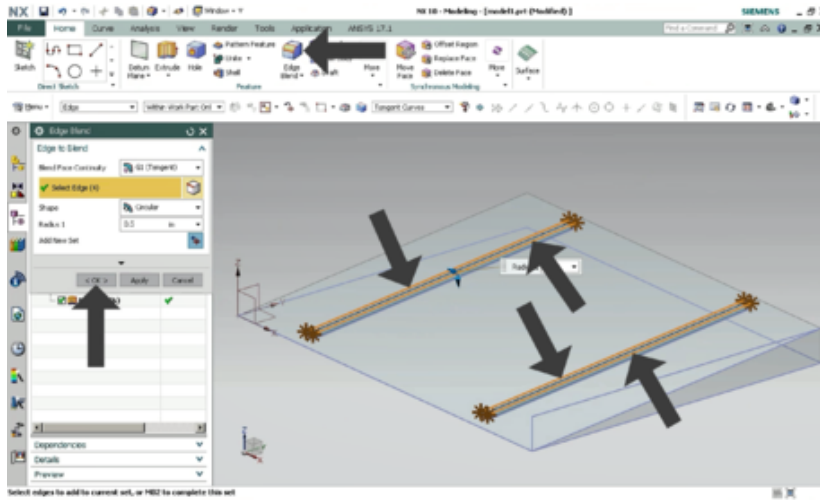 NX Window
NX 10 - Modeling - [model1.prt (Modified) ] SIEMENS
File Home Curve Analysis View Render Tools Application ANSYS 17.1 Find a Command
Pattern Feature
Unite
Shell
Sketch
Direct Sketch
Datum Plane
Extrude
Hole
Edge Blend
Draft
More
Feature
Move Face
Offset Region
Replace Face
Delete Face
More
Synchronous Modeling
Surface
Menu Edge Within Work Part Onl Tangent Curves
Edge Blend
Edge to Blend
Blend Face Continuity G1 (Tangent)
Select Edge (4)
Shape Circular
Radius 1 0.5 in
Add New Set
< OK > Apply Cancel
Dependencies
Details
Preview
Select edges to add to current set, or MB2 to complete this set